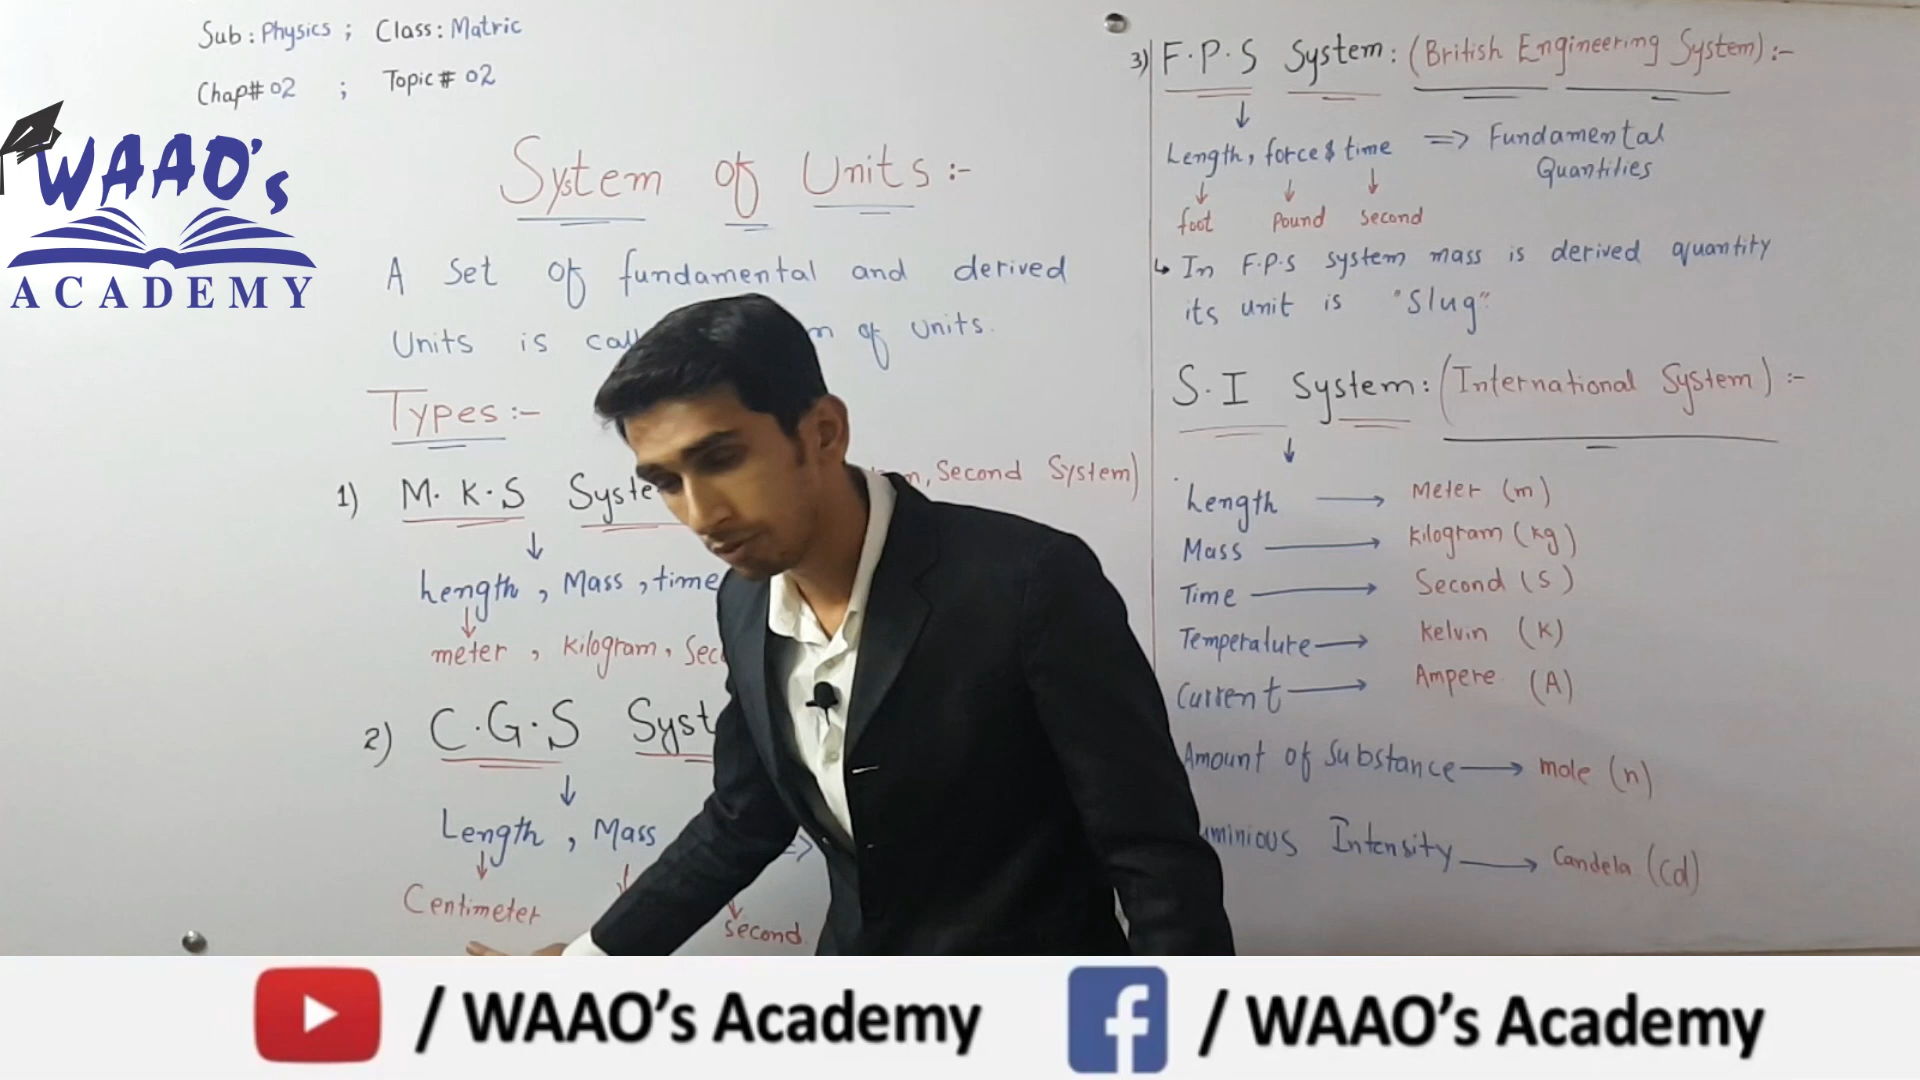 Sub: Physics ; Class: Matric
Chap# 02 ; Topic # 02
WAAO's
ACADEMY
System of Units :-
A Set of fundamental and derived
Units is of units.
Types :-
1) M. K. S
Second System)
Length, Mass, time
meter, kilogram,
2) C.G.S
Length, Mass
Centimeter
second
3) F.P.S System: (British Engineering System) :-
Length, force & time => Fundamental
Quantities
foot pound second
↳ In F.P.S system mass is derived quantity
its unit is "Slug"
S.I System: (International System) :-
Length → Meter (m)
Mass → kilogram (kg)
Time → Second (s)
Temperature → kelvin (K)
Current → Ampere (A)
Amount of substance → mole (n)
Intensity → Candela (cd)
/ WAAO's Academy
/ WAAO's Academy